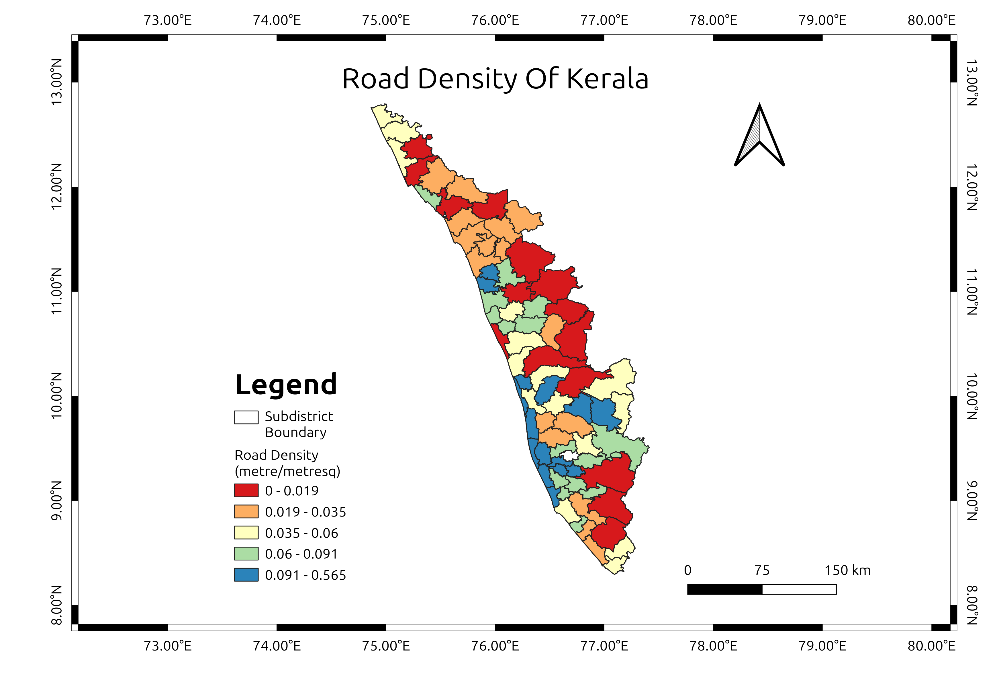 73.00°E 74.00°E 75.00°E 76.00°E 77.00°E 78.00°E 79.00°E 80.00°E
Road Density Of Kerala
13.00°N 13.00°N
12.00°N 12.00°N
11.00°N 11.00°N
10.00°N 10.00°N
9.00°N 9.00°N
8.00°N 8.00°N
Legend
Subdistrict
Boundary
Road Density
(metre/metresq)
0 - 0.019
0.019 - 0.035
0.035 - 0.06
0.06 - 0.091
0.091 - 0.565
0 75 150 km
73.00°E 74.00°E 75.00°E 76.00°E 77.00°E 78.00°E 79.00°E 80.00°E